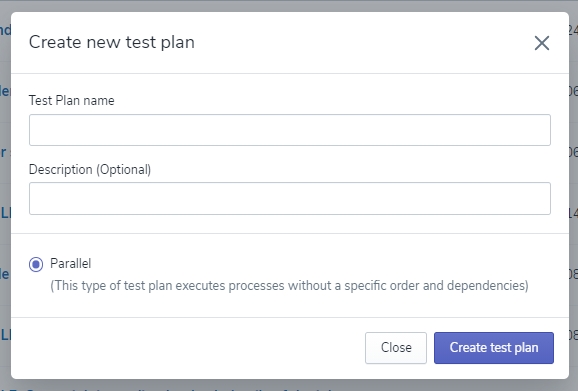 Create new test plan
Test Plan name
Description (Optional)
Parallel
(This type of test plan executes processes without a specific order and dependencies)
Close
Create test plan